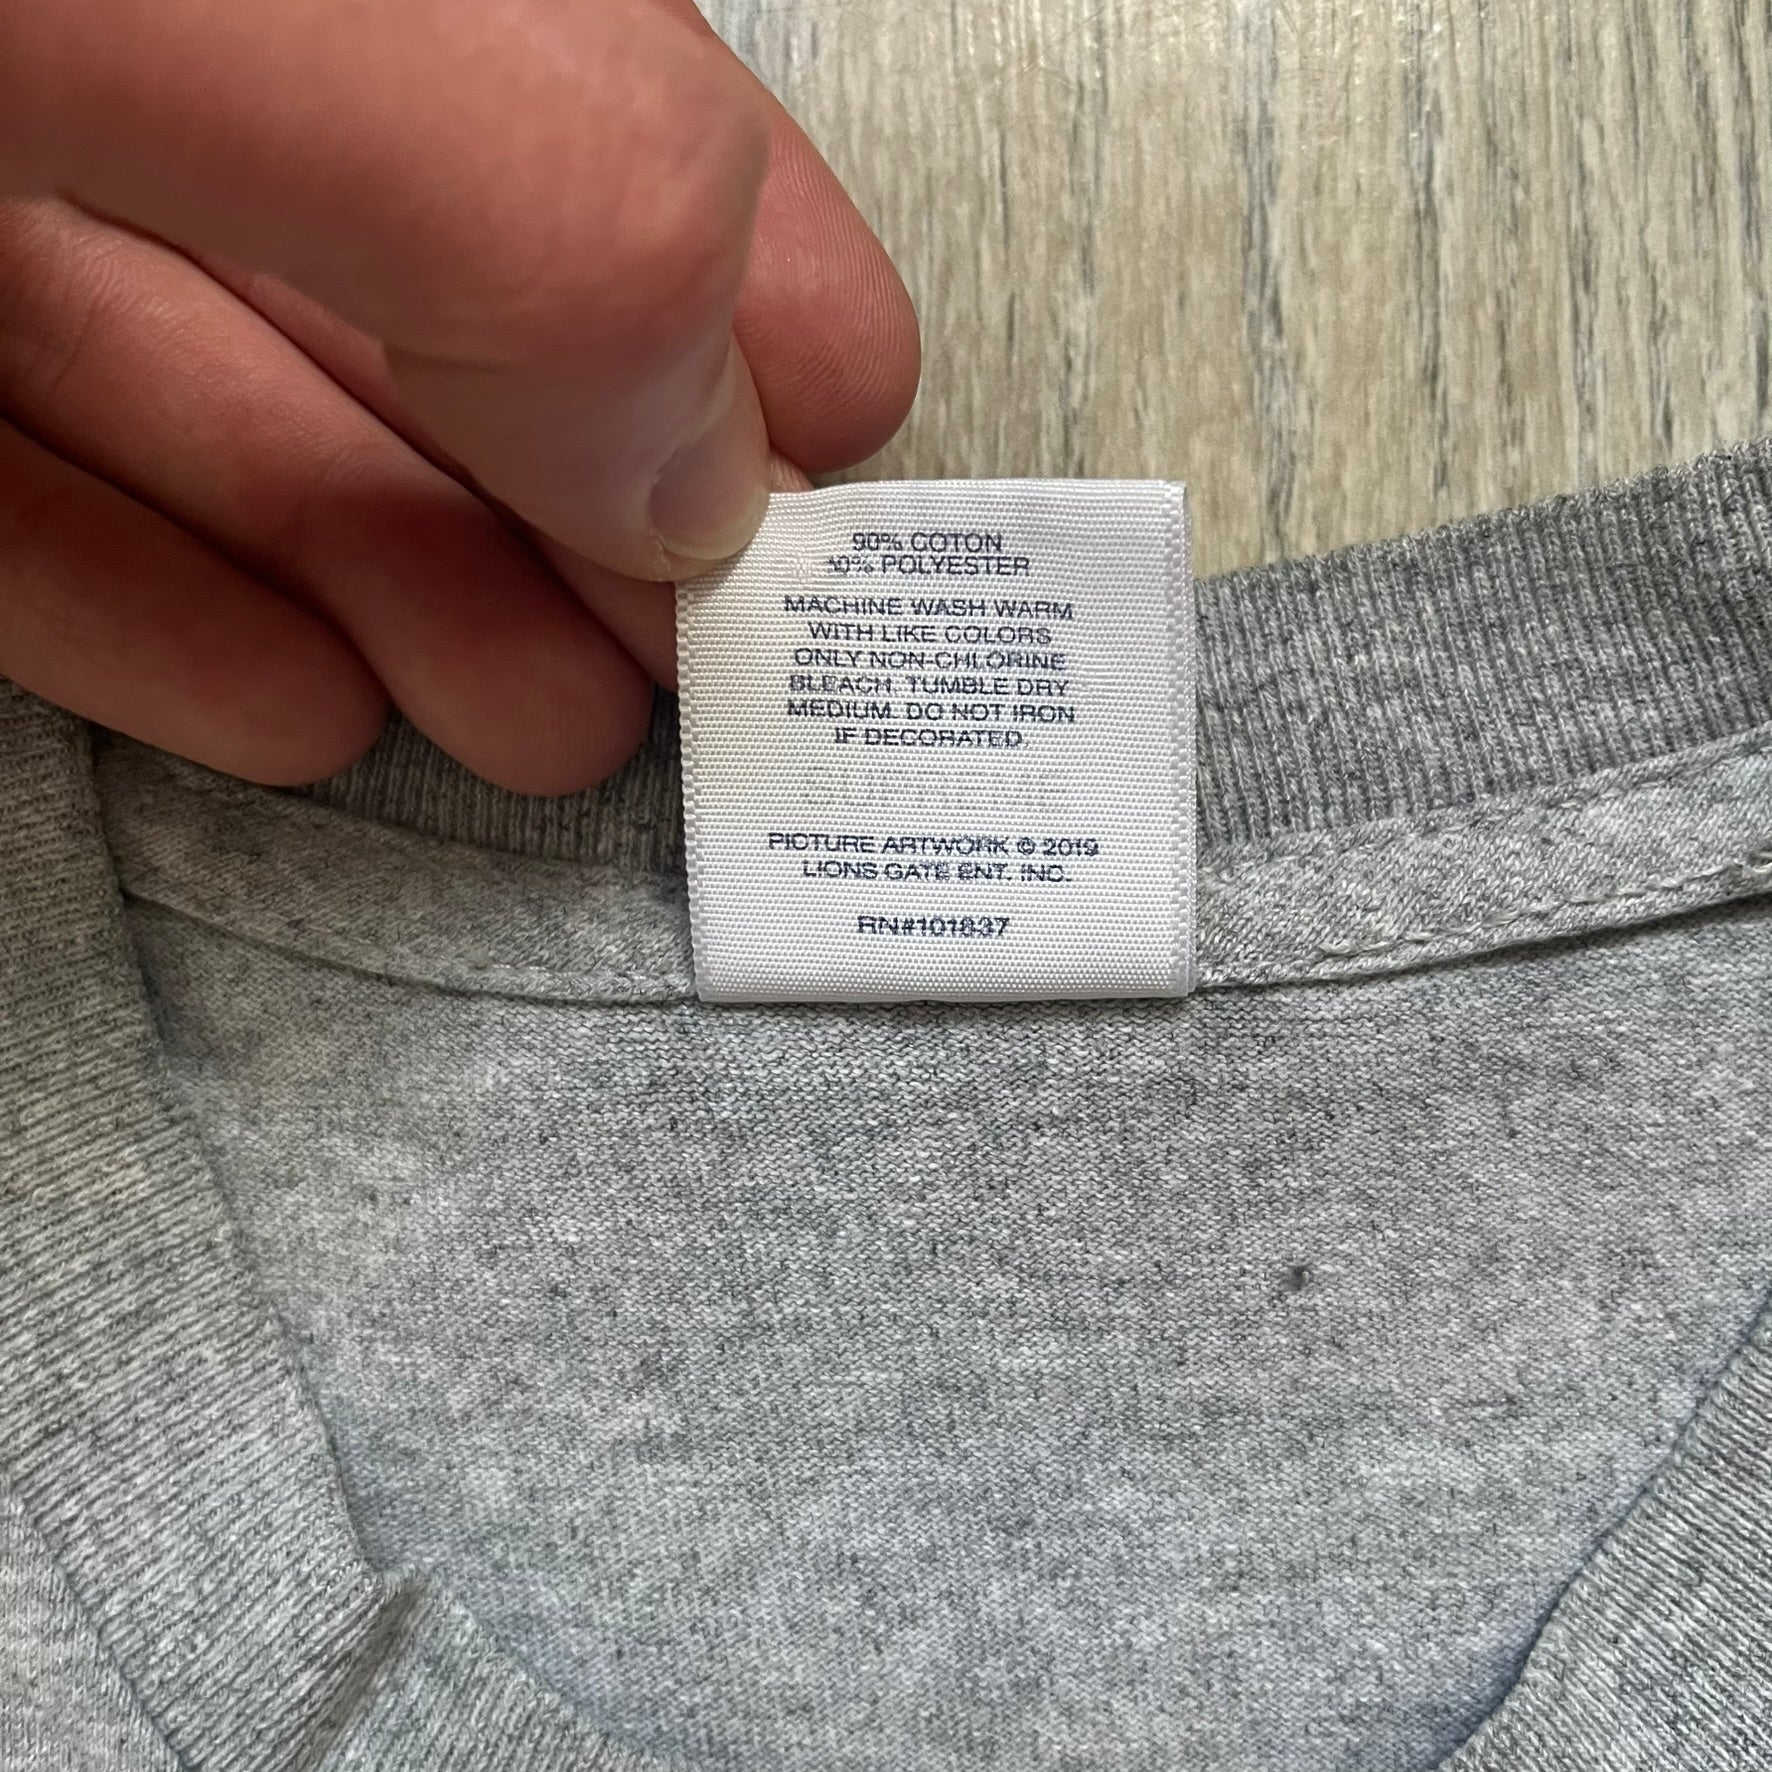 90% COTON
10% POLYESTER
MACHINE WASH WARM
WITH LIKE COLORS
ONLY NON-CHLORINE
BLEACH. TUMBLE DRY
MEDIUM. DO NOT IRON
IF DECORATED.
PICTURE ARTWORK © 2019
LIONS GATE ENT. INC.
RN#101837